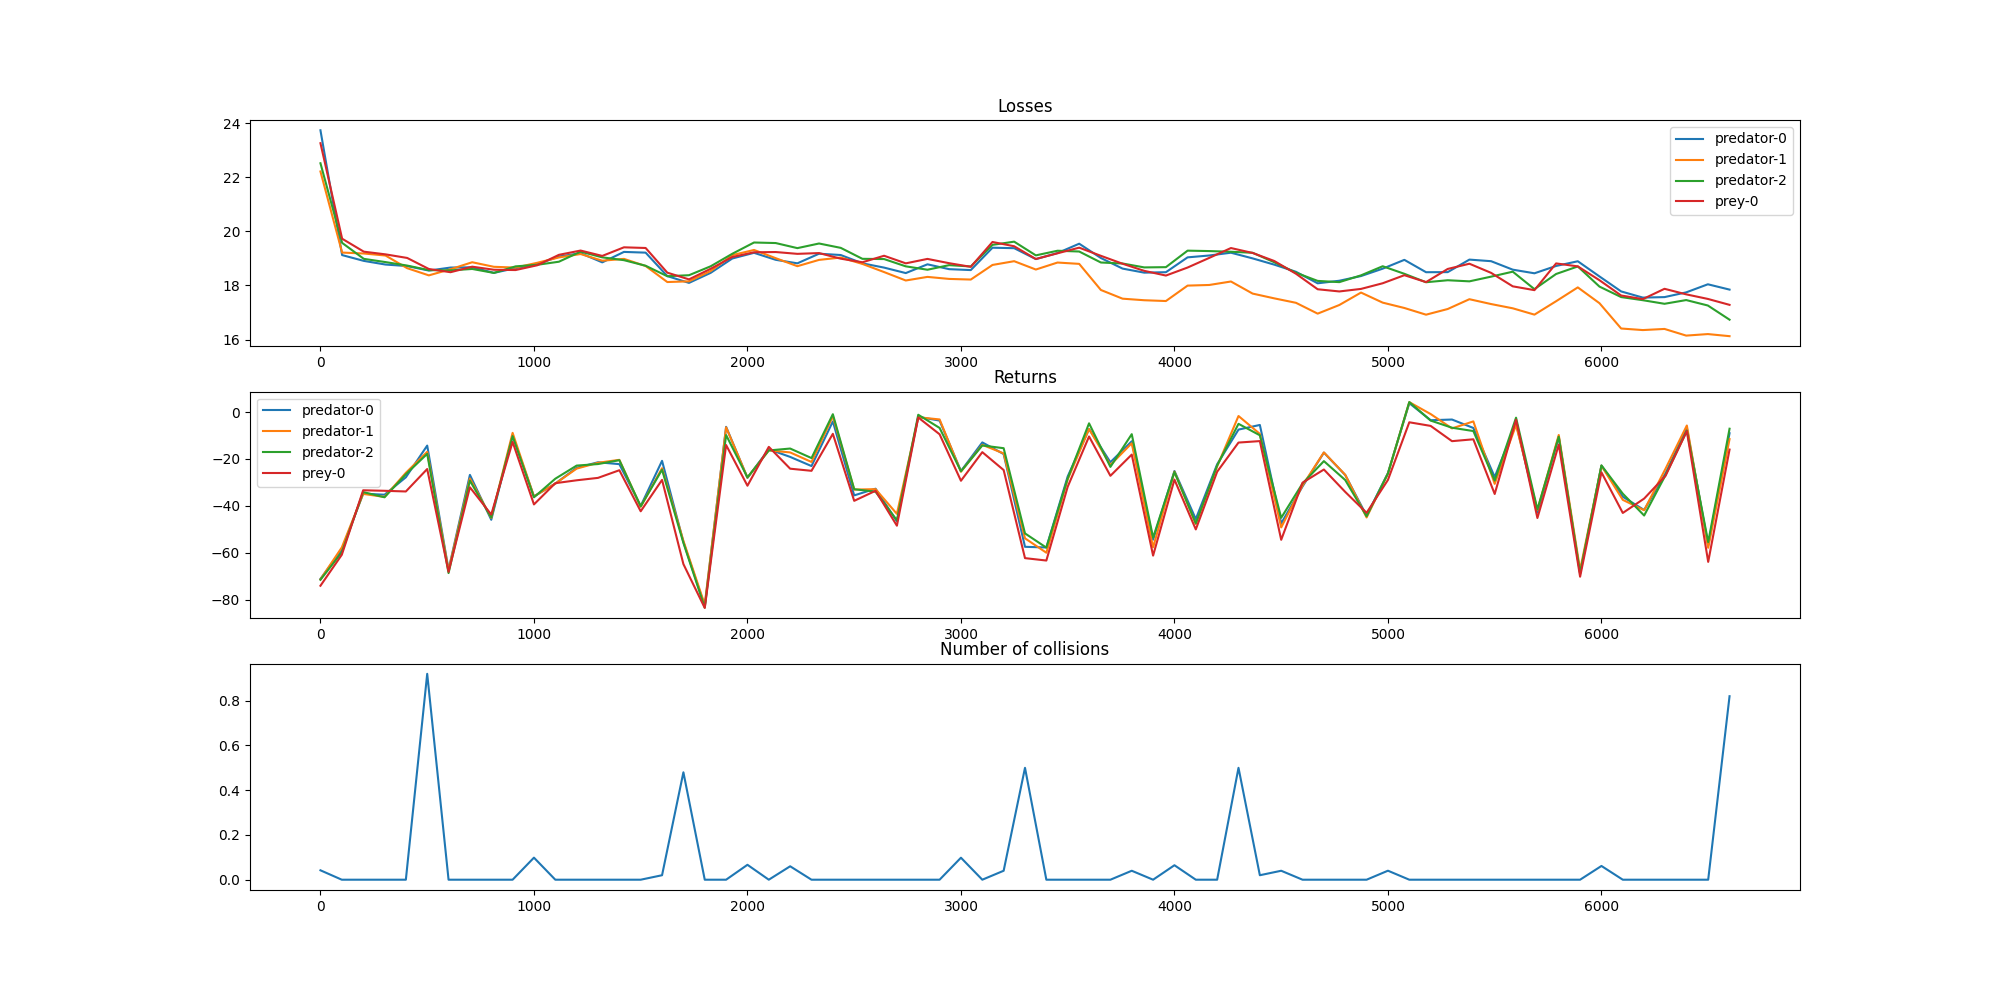 Losses
24
22
20
18
16
predator-0
predator-1
predator-2
prey-0
0 1000 2000 3000 4000 5000 6000
Returns
0
−20
−40
−60
−80
predator-0
predator-1
predator-2
prey-0
0 1000 2000 3000 4000 5000 6000
Number of collisions
0.8
0.6
0.4
0.2
0.0
0 1000 2000 3000 4000 5000 6000